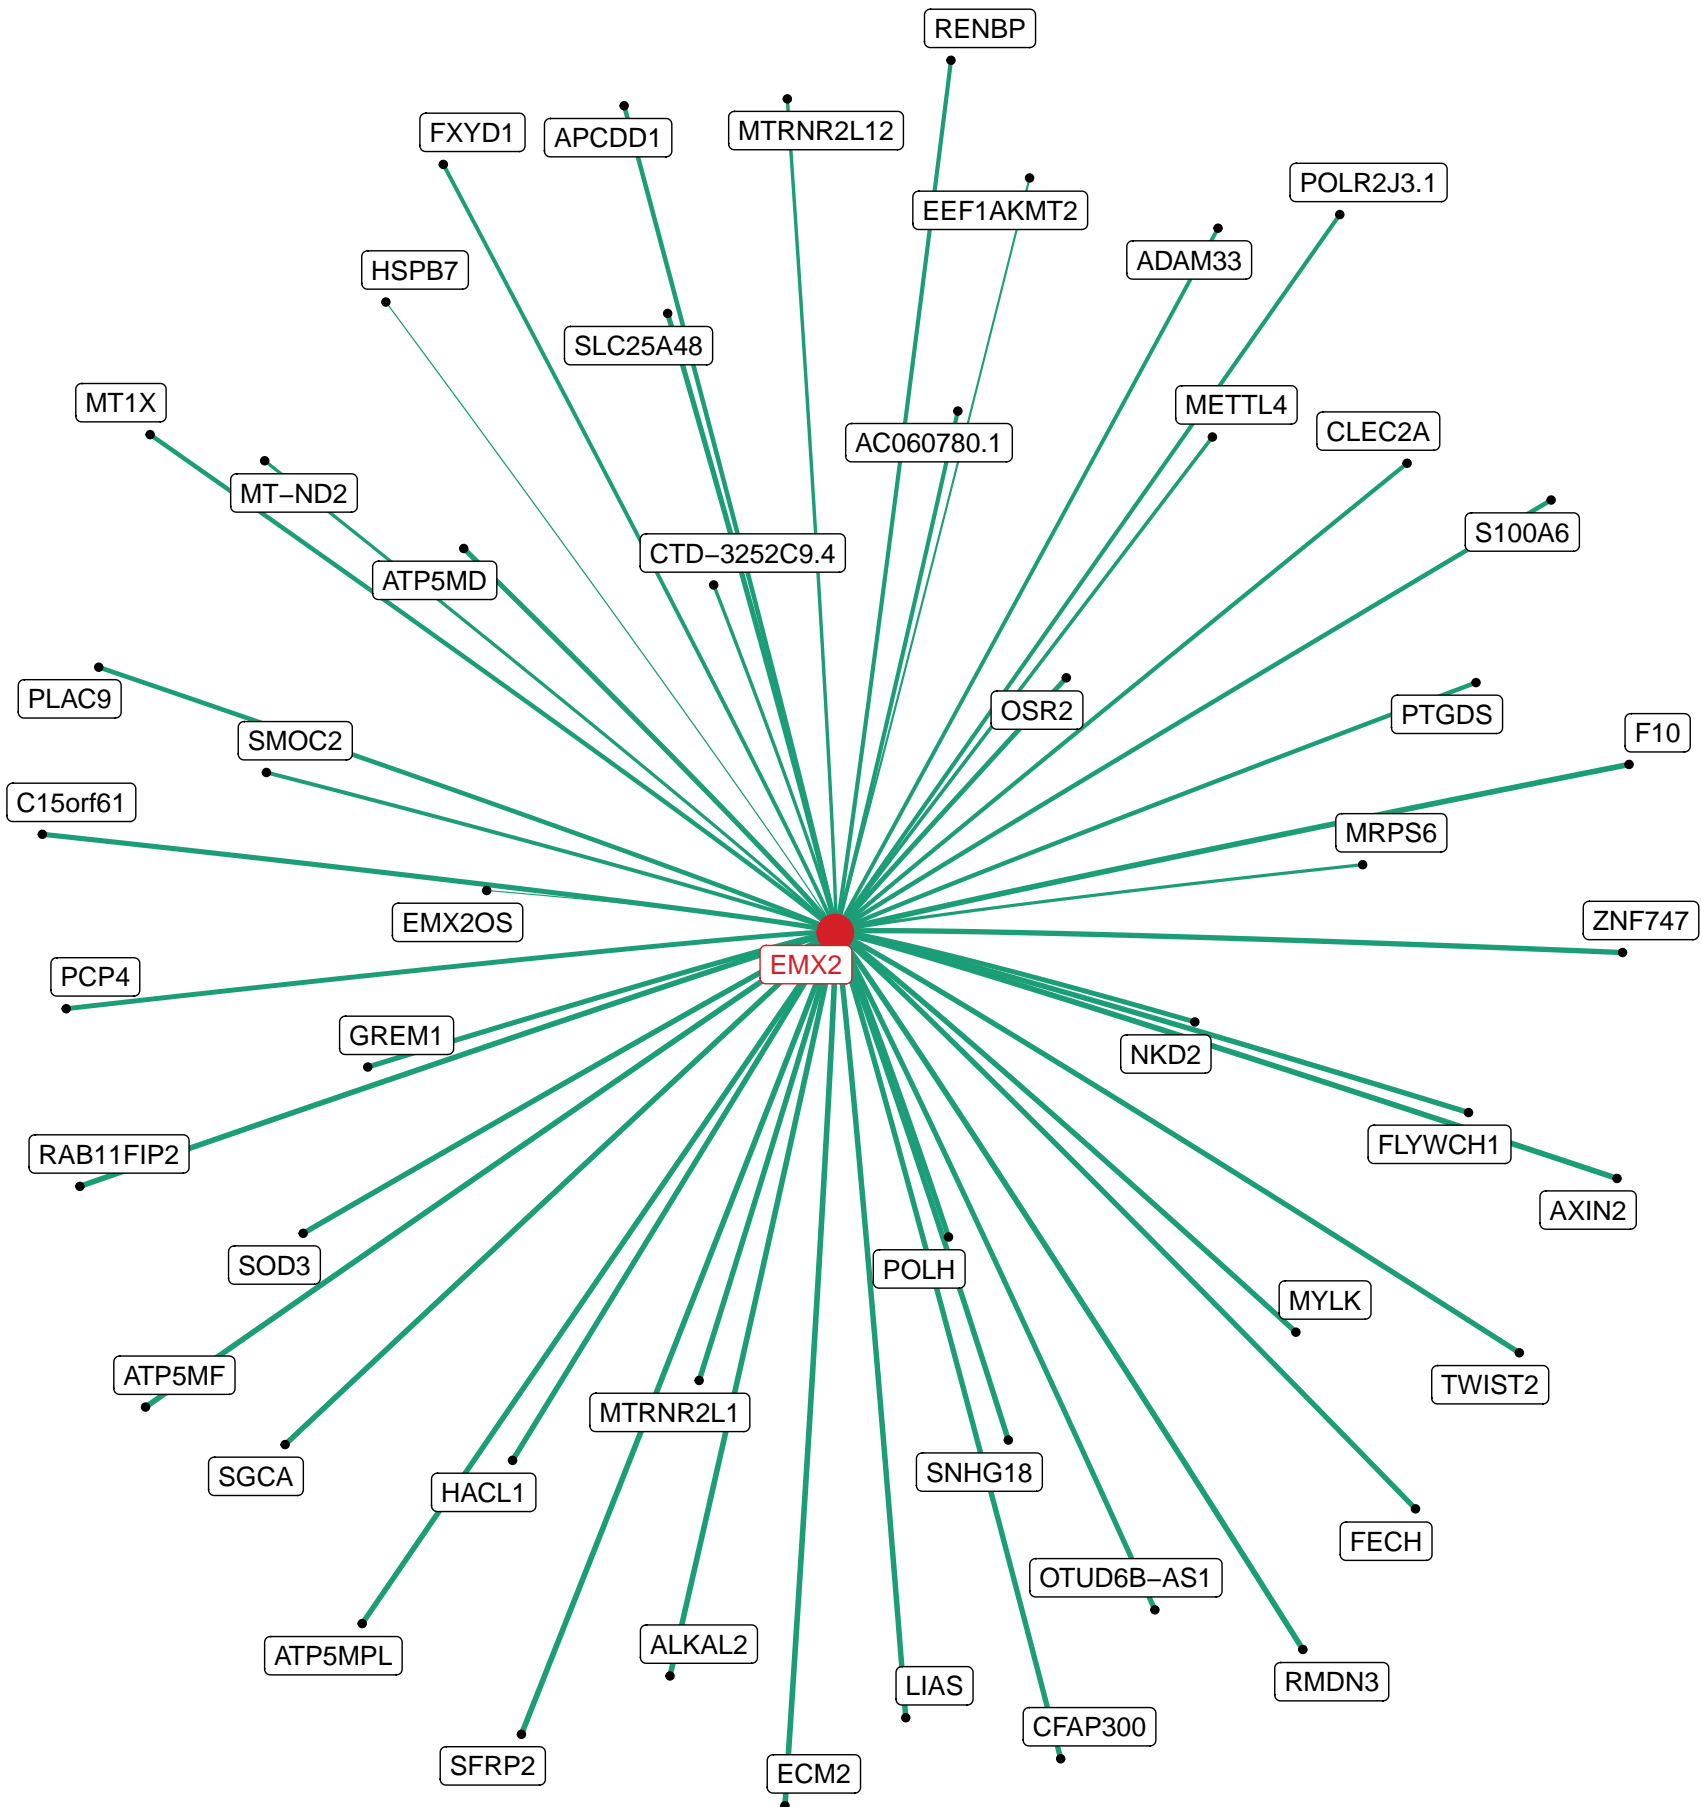 RENBP
FXYD1
APCDD1
MTRNR2L12
POLR2J3.1
EEF1AKMT2
ADAM33
HSPB7
SLC25A48
MT1X
METTL4
CLEC2A
AC060780.1
MT−ND2
S100A6
CTD−3252C9.4
ATP5MD
PLAC9
OSR2
PTGDS
F10
SMOC2
C15orf61
MRPS6
EMX2OS
ZNF747
EMX2
PCP4
GREM1
NKD2
FLYWCH1
RAB11FIP2
AXIN2
SOD3
POLH
MYLK
ATP5MF
TWIST2
MTRNR2L1
SGCA
SNHG18
HACL1
FECH
OTUD6B−AS1
ALKAL2
ATP5MPL
RMDN3
LIAS
CFAP300
SFRP2
ECM2